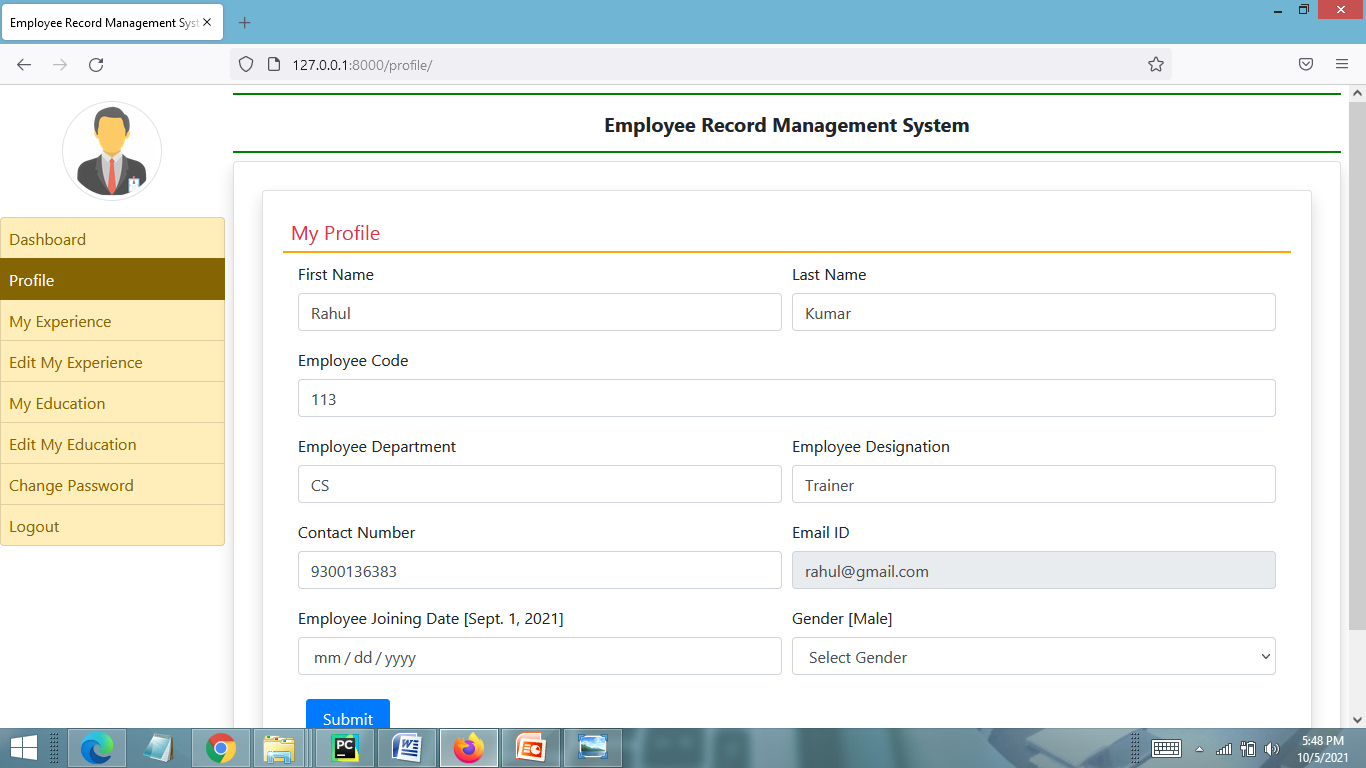 Employee Record Management Syst
127.0.0.1:8000/profile/
Employee Record Management System
Dashboard
Profile
My Experience
Edit My Experience
My Education
Edit My Education
Change Password
Logout
My Profile
First Name Last Name
Rahul Kumar
Employee Code
113
Employee Department Employee Designation
CS Trainer
Contact Number Email ID
9300136383 rahul@gmail.com
Employee Joining Date [Sept. 1, 2021] Gender [Male]
mm / dd / yyyy Select Gender
Submit
PC
5:48 PM
10/5/2021